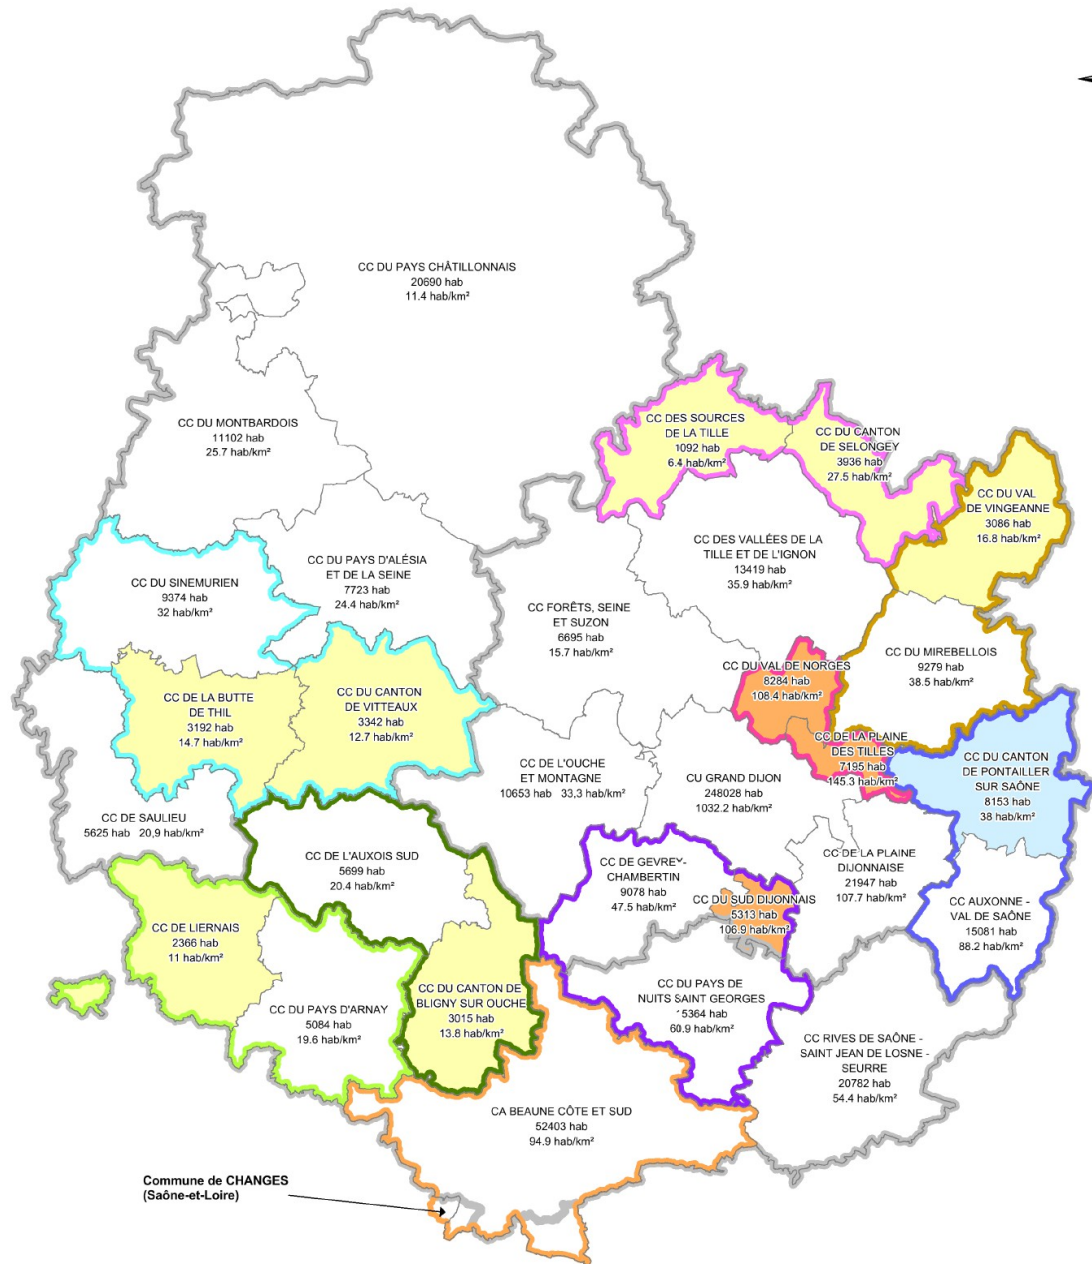 CC DU PAYS CHÂTILLONNAIS
20690 hab
11.4 hab/km²
CC DU MONTBARDOIS
11102 hab
25.7 hab/km²
CC DES SOURCES
DE LA TILLE
1092 hab
6.4 hab/km²
CC DU CANTON
DE SELONGEY
3936 hab
27.5 hab/km²
CC DU VAL
DE VINGEANNE
3086 hab
16.8 hab/km²
CC DES VALLÉES DE LA
TILLE ET DE L'IGNON
13419 hab
35.9 hab/km²
CC DU PAYS D'ALÉSIA
ET DE LA SEINE
7723 hab
24.4 hab/km²
CC DU SINEMURIEN
9374 hab
32 hab/km²
CC FORÊTS, SEINE
ET SUZON
6695 hab
15.7 hab/km²
CC DU MIREBELLOIS
9279 hab
38.5 hab/km²
CC DU VAL DE NORGES
8284 hab
108.4 hab/km²
CC DE LA BUTTE
DE THIL
3192 hab
14.7 hab/km²
CC DU CANTON
DE VITTEAUX
3342 hab
12.7 hab/km²
CC DE LA PLAINE
DES TILLES
7195 hab
145.3 hab/km²
CC DU CANTON
DE PONTAILLER
SUR SAÔNE
8153 hab
38 hab/km²
CC DE L'OUCHE
ET MONTAGNE
10653 hab 33,3 hab/km²
CU GRAND DIJON
248028 hab
1032.2 hab/km²
CC DE SAULIEU
5625 hab 20,9 hab/km²
CC DE L'AUXOIS SUD
5699 hab
20.4 hab/km²
CC DE GEVREY-
CHAMBERTIN
9078 hab
47.5 hab/km²
CC DE LA PLAINE
DIJONNAISE
21947 hab
107.7 hab/km²
CC DU SUD DIJONNAIS
5313 hab
106.9 hab/km²
CC AUXONNE -
VAL DE SAÔNE
15081 hab
88.2 hab/km²
CC DE LIERNAIS
2366 hab
11 hab/km²
CC DU PAYS D'ARNAY
5084 hab
19.6 hab/km²
CC DU CANTON DE
BLIGNY SUR OUCHE
3015 hab
13.8 hab/km²
CC DU PAYS DE
NUITS SAINT GEORGES
15364 hab
60.9 hab/km²
CC RIVES DE SAÔNE -
SAINT JEAN DE LOSNE -
SEURRE
20782 hab
54.4 hab/km²
CA BEAUNE CÔTE ET SUD
52403 hab
94.9 hab/km²
Commune de CHANGES
(Saône-et-Loire)